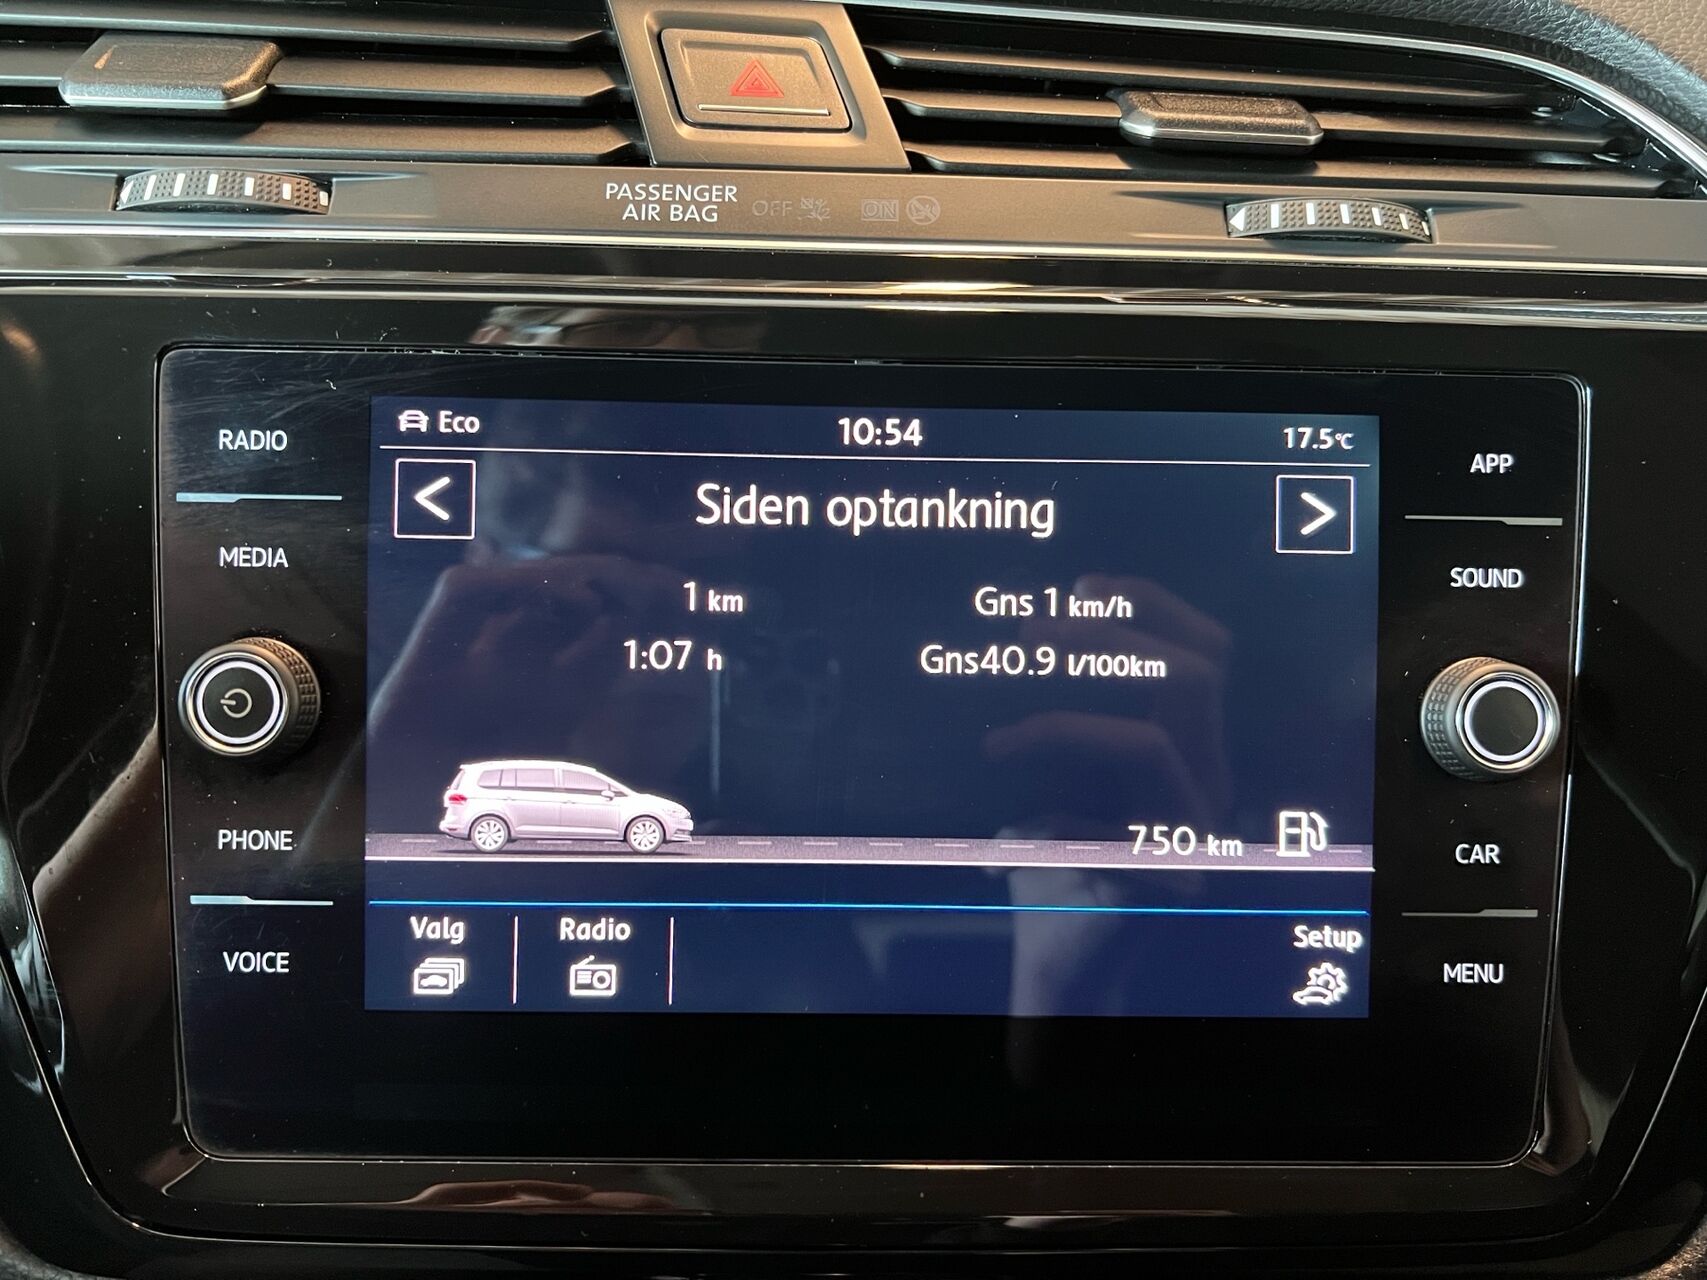 PASSENGER
AIR BAG OFF ON
RADIO
MEDIA
PHONE
VOICE
Eco 10:54 17.5°C
< Siden optankning >
1 km Gns 1 km/h
1:07 h Gns40.9 l/100km
750 km
Valg Radio Setup
APP
SOUND
CAR
MENU